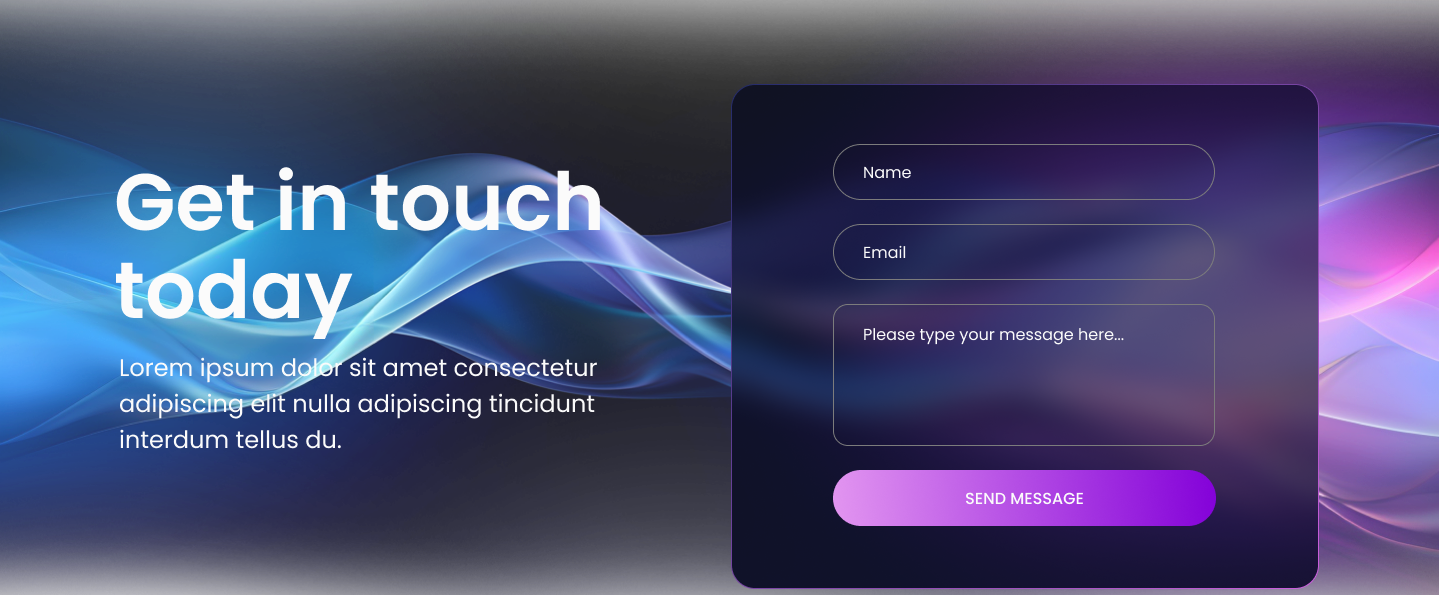 Get in touch
today
Lorem ipsum dolor sit amet consectetur
adipiscing elit nulla adipiscing tincidunt
interdum tellus du.
Name
Email
Please type your message here...
SEND MESSAGE